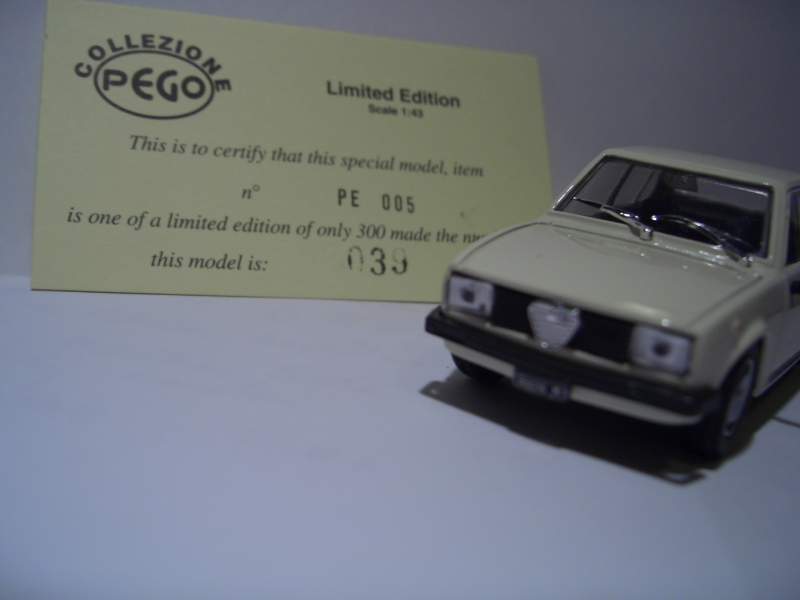 COLLEZIONE
PEGO
Limited Edition
Scale 1:43
This is to certify that this special model, item
n° PE 005
is one of a limited edition of only 300 made the
this model is: 039